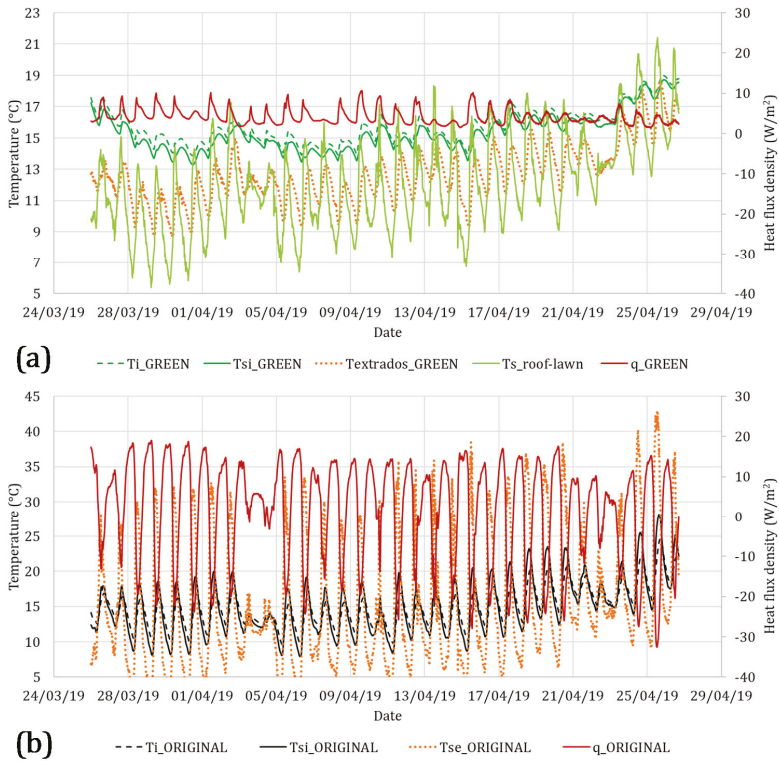 23 30
21 20
19 10
17 0
15 -10
13 -20
11 -30
9 -40
7
5
Temperature (°C)
Heat flux density (W/m²)
24/03/19 28/03/19 01/04/19 05/04/19 09/04/19 13/04/19 17/04/19 21/04/19 25/04/19 29/04/19
Date
(a)
Ti_GREEN Tsi_GREEN Textrados_GREEN Ts_roof-lawn q_GREEN
45 30
40 20
35 10
30 0
25 -10
20 -20
15 -30
10 -40
5
Temperature (°C)
Heat flux density (W/m²)
24/03/19 28/03/19 01/04/19 05/04/19 09/04/19 13/04/19 17/04/19 21/04/19 25/04/19 29/04/19
Date
(b)
Ti_ORIGINAL Tsi_ORIGINAL Tse_ORIGINAL q_ORIGINAL